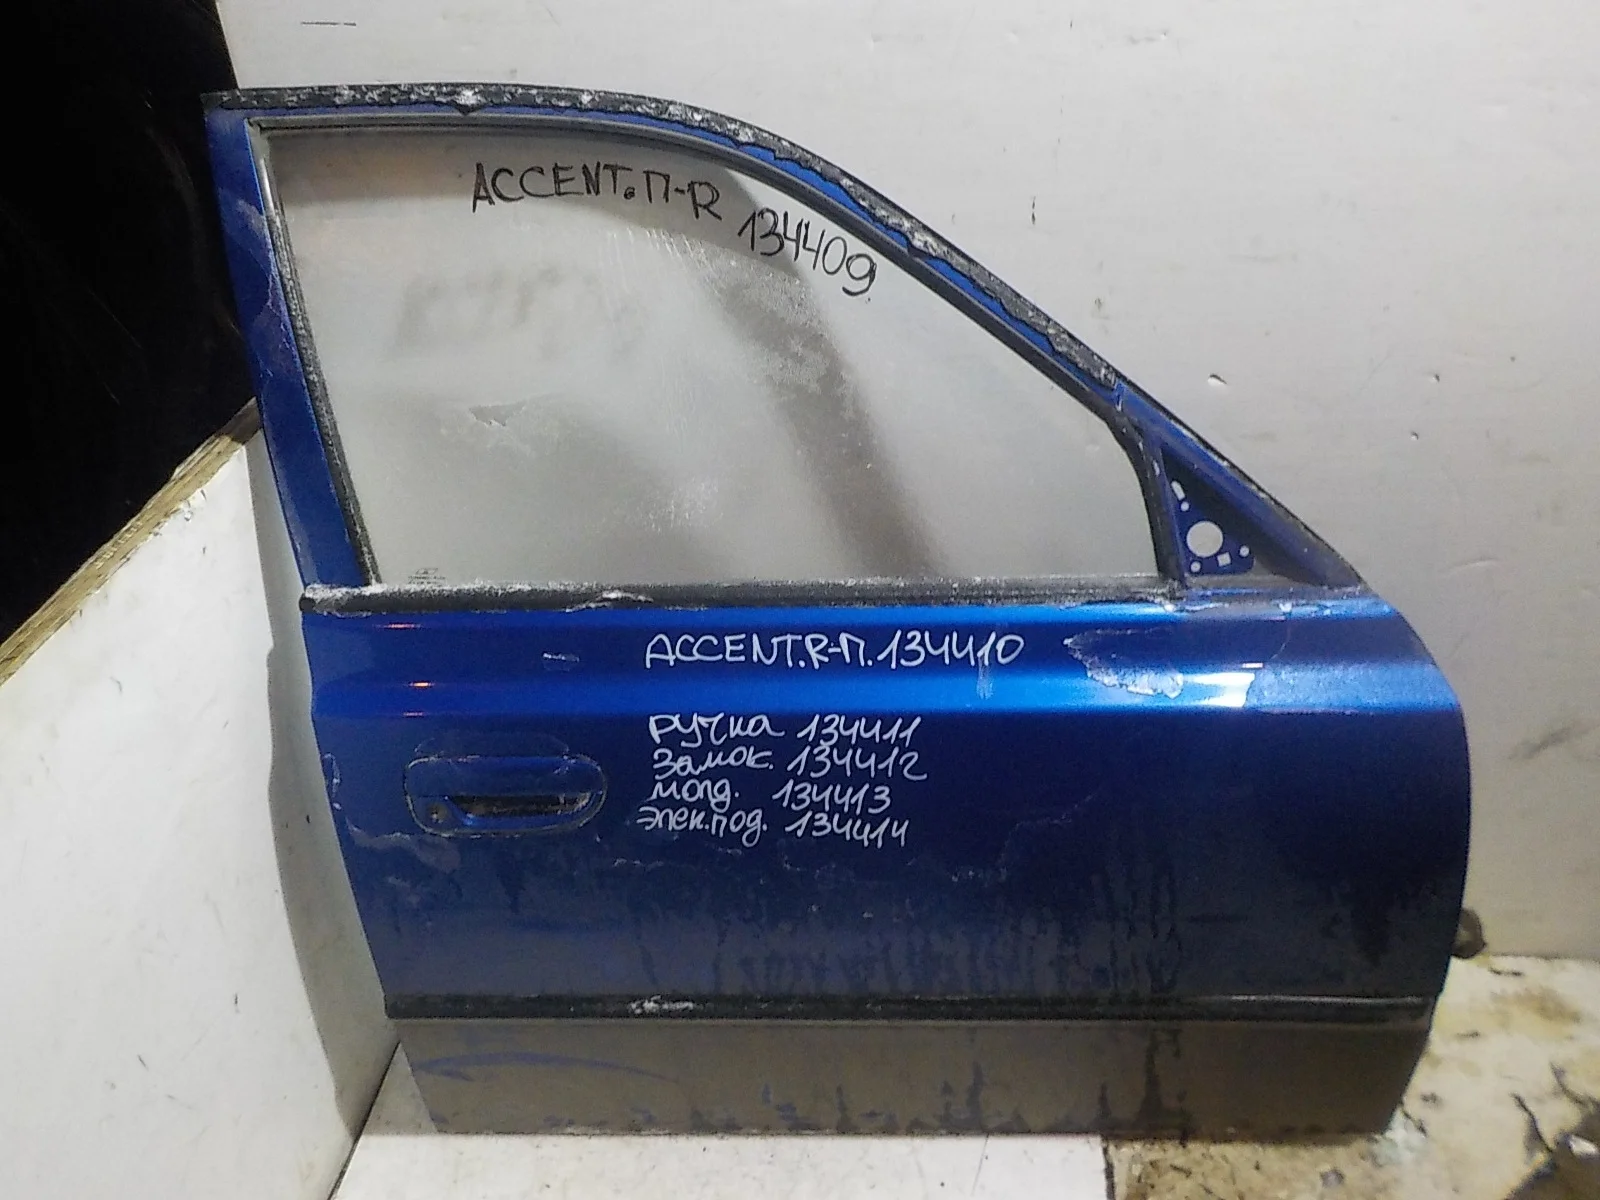 ACCENT.П-R
134409
ACCENT.R-П.134410
ручка 134411
Замок. 134412
молд. 134413
элек.под. 134414